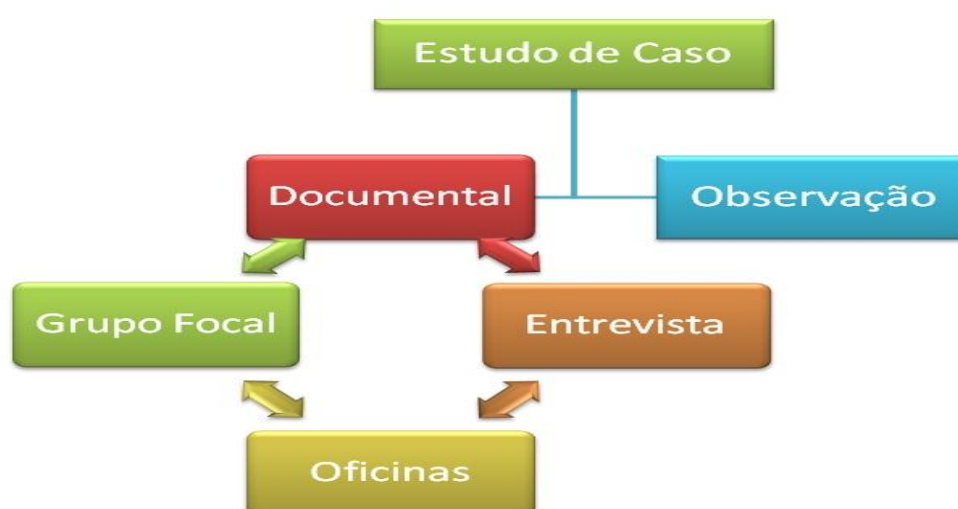 Estudo de Caso
Documental
Observação
Grupo Focal
Entrevista
Oficinas